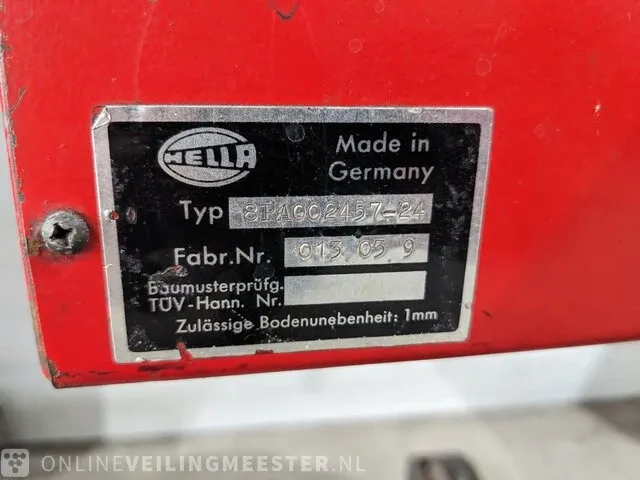 HELLA
Made in
Germany
Typ 8PA002457-24
Fabr.Nr. 013 03 9
Baumusterprüfg.
TÜV-Hann. Nr.
Zulässige Bodenunebenheit: 1mm
ONLINEVEILINGMEESTER.NL